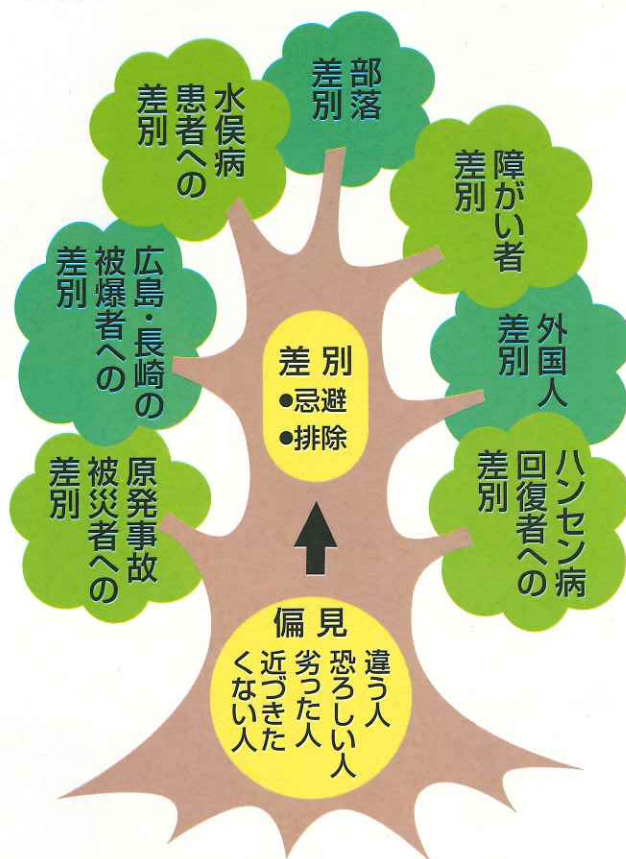 部落
差別
水俣病
患者への
差別
障がい者
差別
広島・長崎の
被爆者への
差別
外国人
差別
原発事故
被災者への
差別
ハンセン病
回復者への
差別
差別
●忌避
●排除
偏見
違う人
恐ろしい人
劣った人
近づきた
くない人